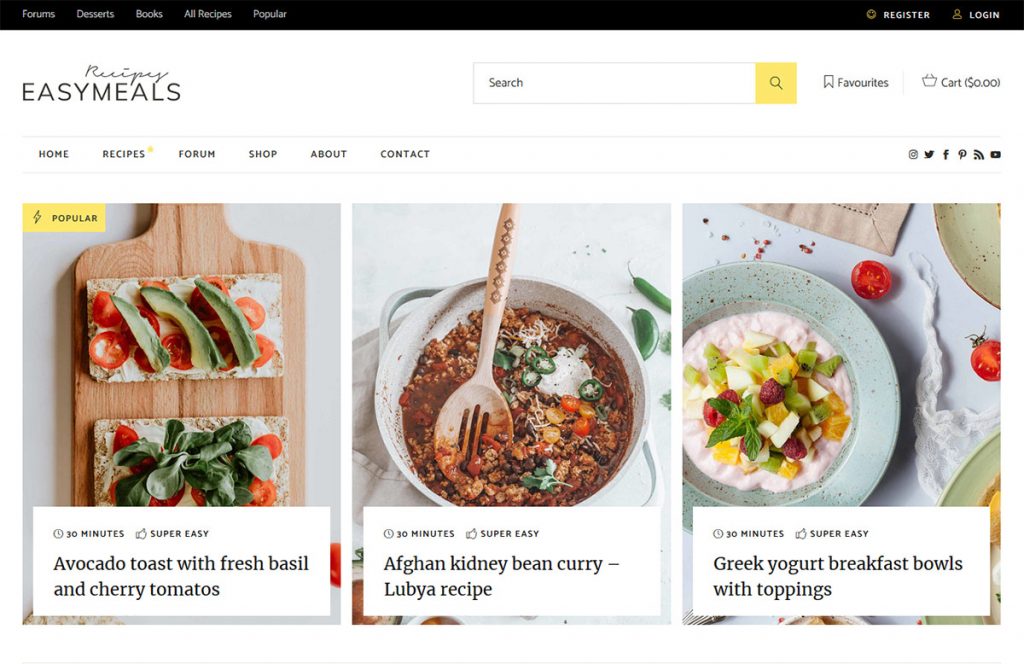 Forums Desserts Books All Recipes Popular REGISTER LOGIN
Recipes
EASYMEALS
Search
Favourites
Cart ($0.00)
HOME RECIPES FORUM SHOP ABOUT CONTACT
POPULAR
30 MINUTES SUPER EASY
Avocado toast with fresh basil
and cherry tomatos
30 MINUTES SUPER EASY
Afghan kidney bean curry –
Lubya recipe
30 MINUTES SUPER EASY
Greek yogurt breakfast bowls
with toppings